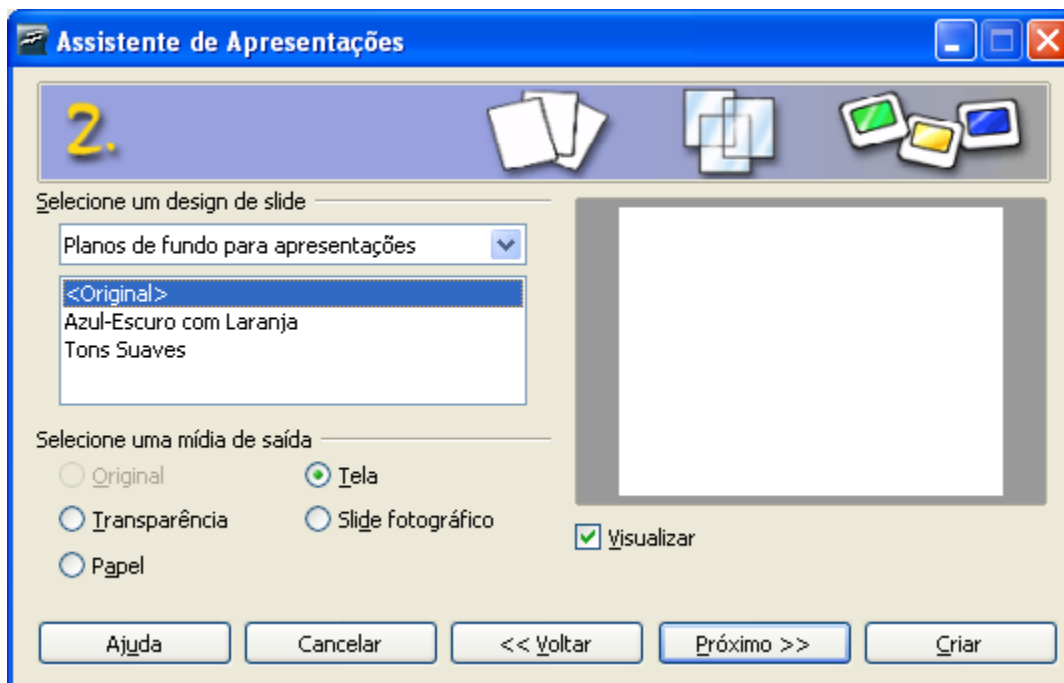 Assistente de Apresentações
2.
Selecione um design de slide
Planos de fundo para apresentações
<Original>
Azul-Escuro com Laranja
Tons Suaves
Selecione uma mídia de saída
Original
Tela
Transparência
Slide fotográfico
Papel
Visualizar
Ajuda
Cancelar
<< Voltar
Próximo >>
Criar